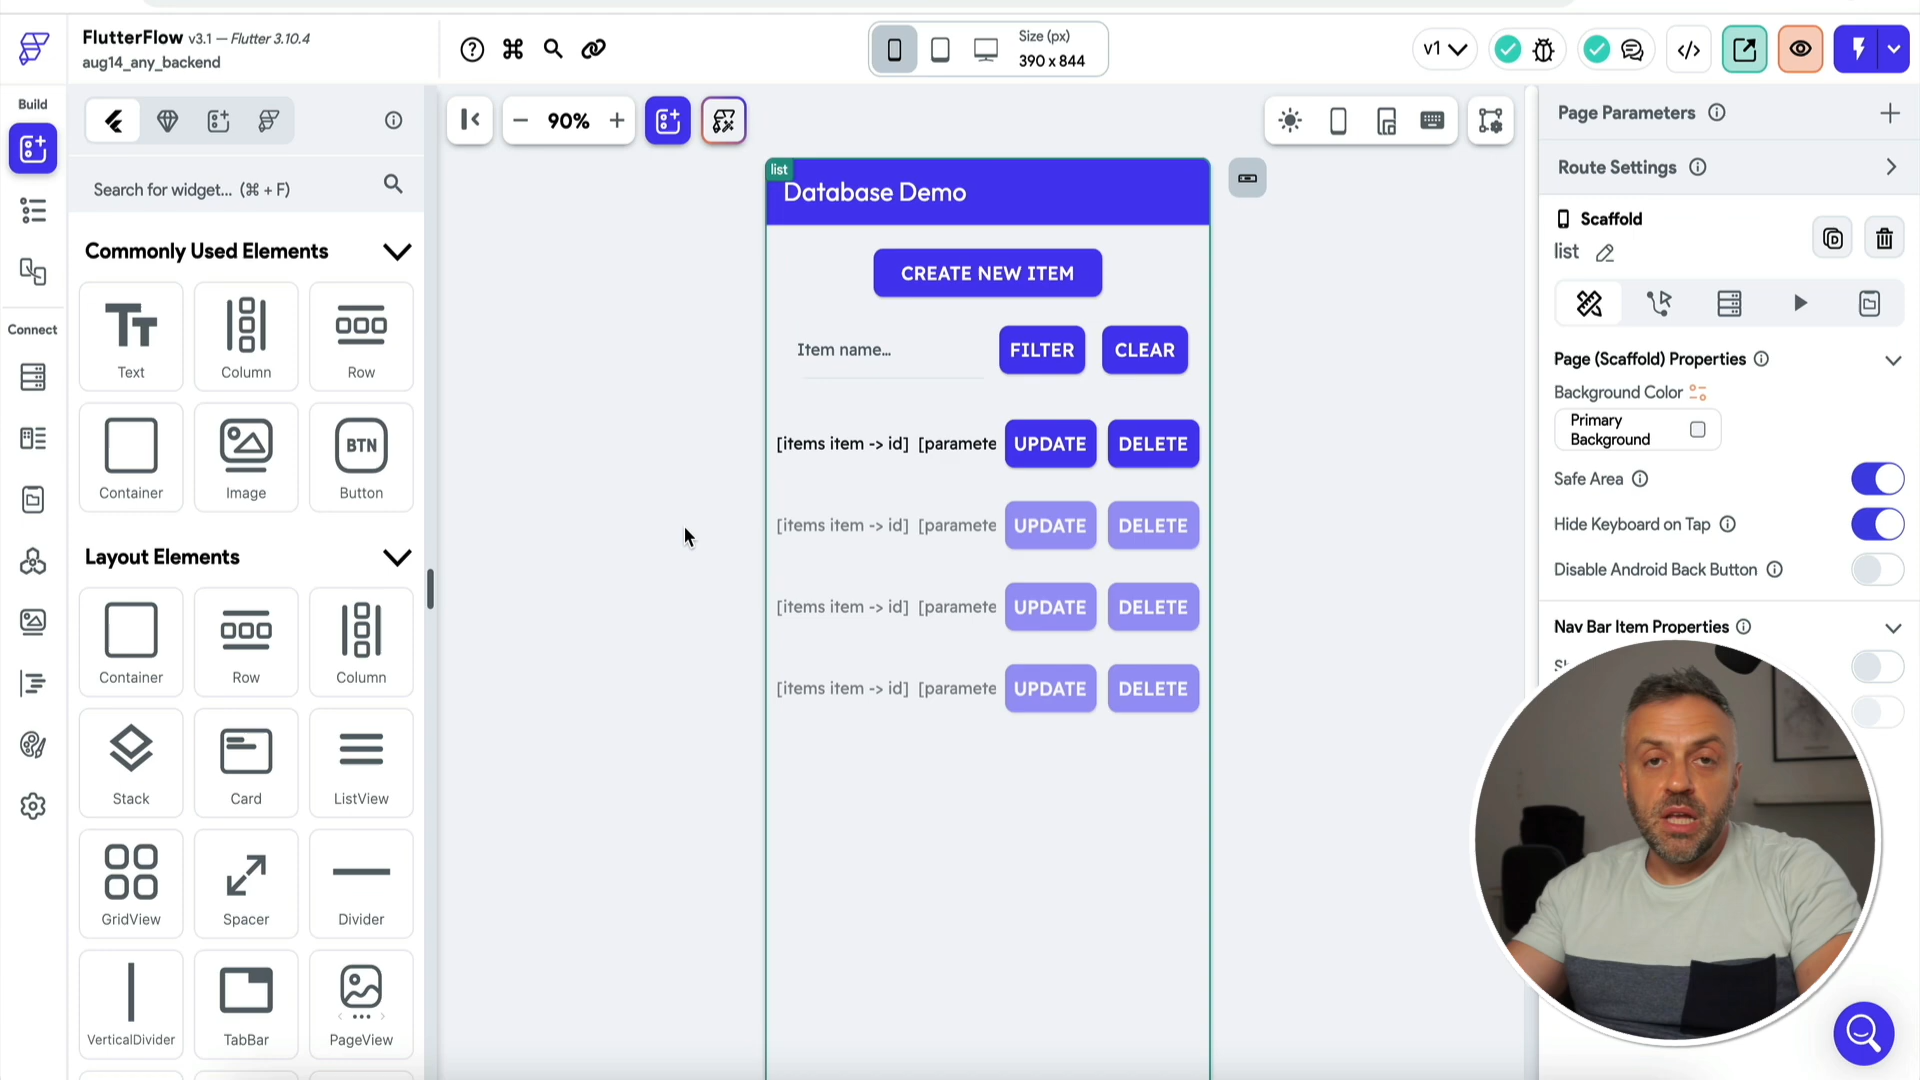 FlutterFlow v3.1 — Flutter 3.10.4
aug14_any_backend
Size (px)
390 x 844
v1
Build
Connect
90%
Search for widget... (⌘ + F)
Commonly Used Elements
Text
Column
Row
Container
Image
BTN
Button
Layout Elements
Container
Row
Column
Stack
Card
ListView
GridView
Spacer
Divider
VerticalDivider
TabBar
PageView
list
Database Demo
CREATE NEW ITEM
Item name...
FILTER
CLEAR
[items item -> id] [paramete
UPDATE
DELETE
[items item -> id] [paramete
UPDATE
DELETE
[items item -> id] [paramete
UPDATE
DELETE
[items item -> id] [paramete
UPDATE
DELETE
Page Parameters
Route Settings
Scaffold
list
Page (Scaffold) Properties
Background Color
Primary
Background
Safe Area
Hide Keyboard on Tap
Disable Android Back Button
Nav Bar Item Properties